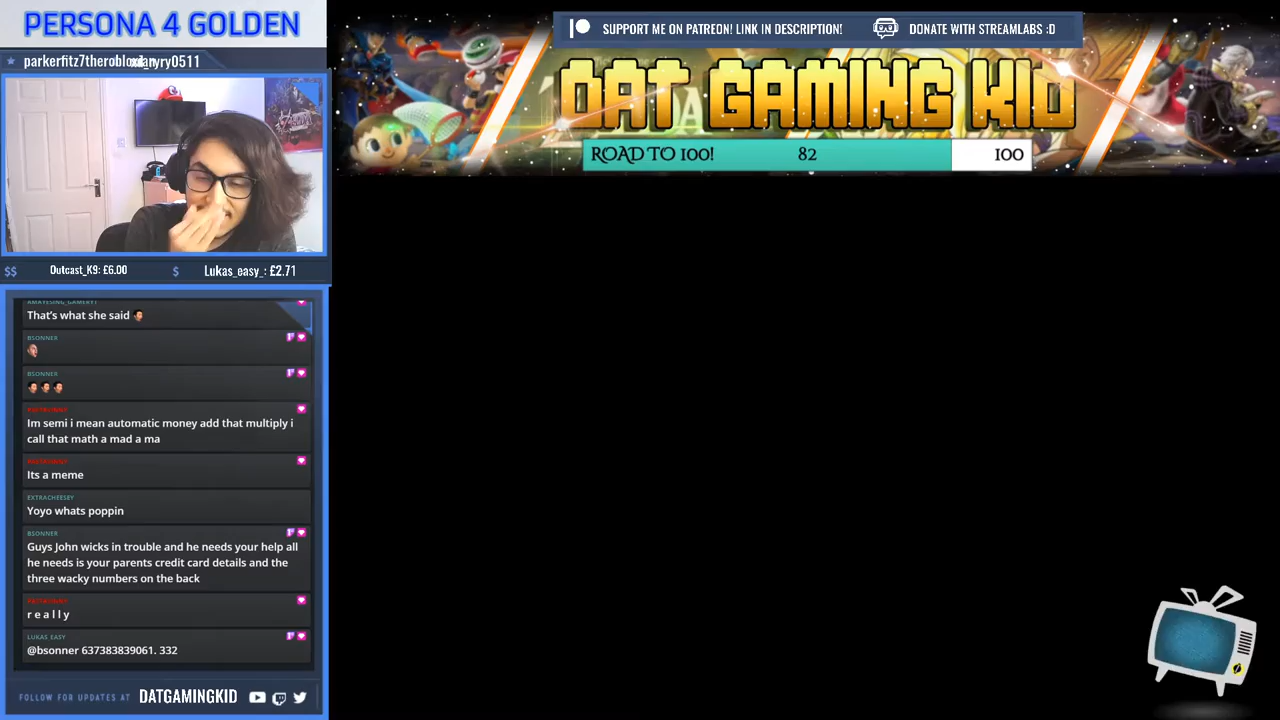 PERSONA 4 GOLDEN
SUPPORT ME ON PATREON! LINK IN DESCRIPTION!
DONATE WITH STREAMLABS :D
DAT GAMING KID
ROAD TO 100! 82 100
Outcast_K9: £6.00
Lukas_easy_: £2.71
That's what she said
BSONNER
BSONNER
Im semi i mean automatic money add that multiply i
call that math a mad a ma
Its a meme
EXTRACHEESEY
Yoyo whats poppin
BSONNER
Guys John wicks in trouble and he needs your help all
he needs is your parents credit card details and the
three wacky numbers on the back
r e a l l y
LUKAS EASY
@bsonner 637383839061. 332
FOLLOW FOR UPDATES AT DATGAMINGKID